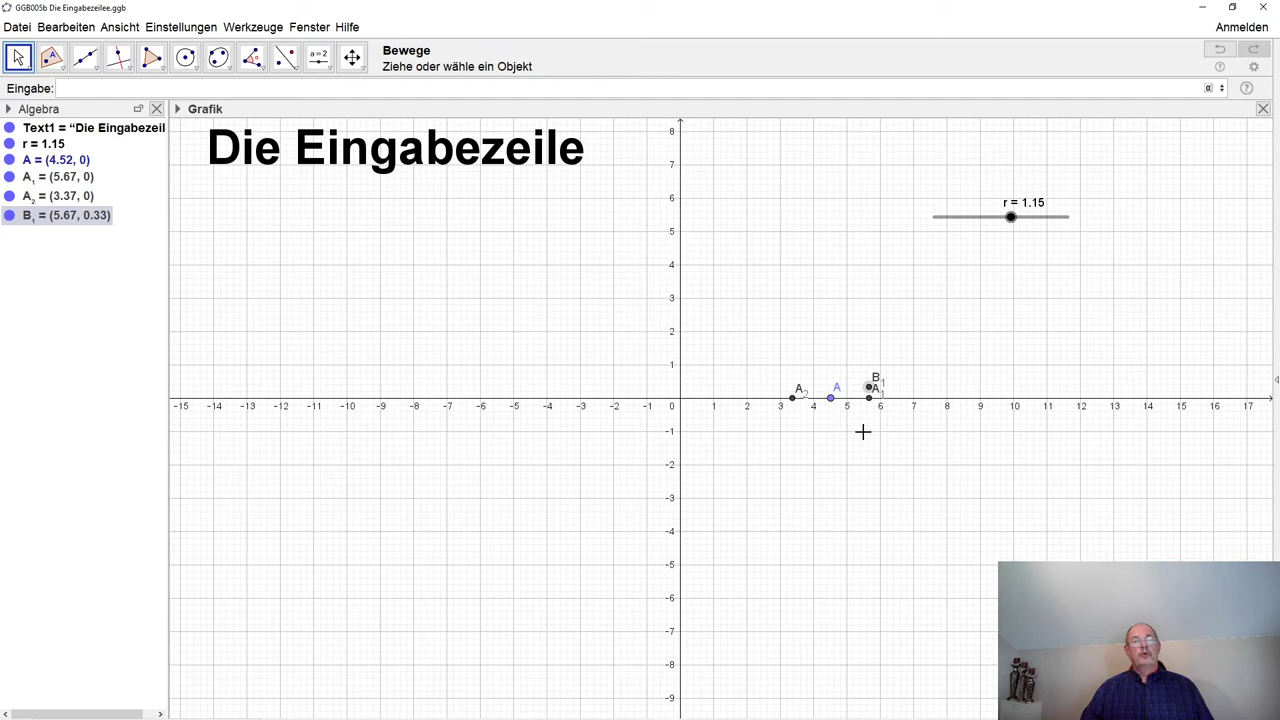 GGB005b Die Eingabezeilee.ggb
Datei Bearbeiten Ansicht Einstellungen Werkzeuge Fenster Hilfe
Anmelden
Bewege
Ziehe oder wähle ein Objekt
Eingabe:
α
Algebra
Grafik
Text1 = “Die Eingabezeil
r = 1.15
A = (4.52, 0)
A1 = (5.67, 0)
A2 = (3.37, 0)
B1 = (5.67, 0.33)
Die Eingabezeile
r = 1.15
8
7
6
5
4
3
2
1
A2
A
B1
A1
-15 -14 -13 -12 -11 -10 -9 -8 -7 -6 -5 -4 -3 -2 -1 0 1 2 3 4 5 6 7 8 9 10 11 12 13 14 15 16 17
-1
-2
-3
-4
-5
-6
-7
-8
-9